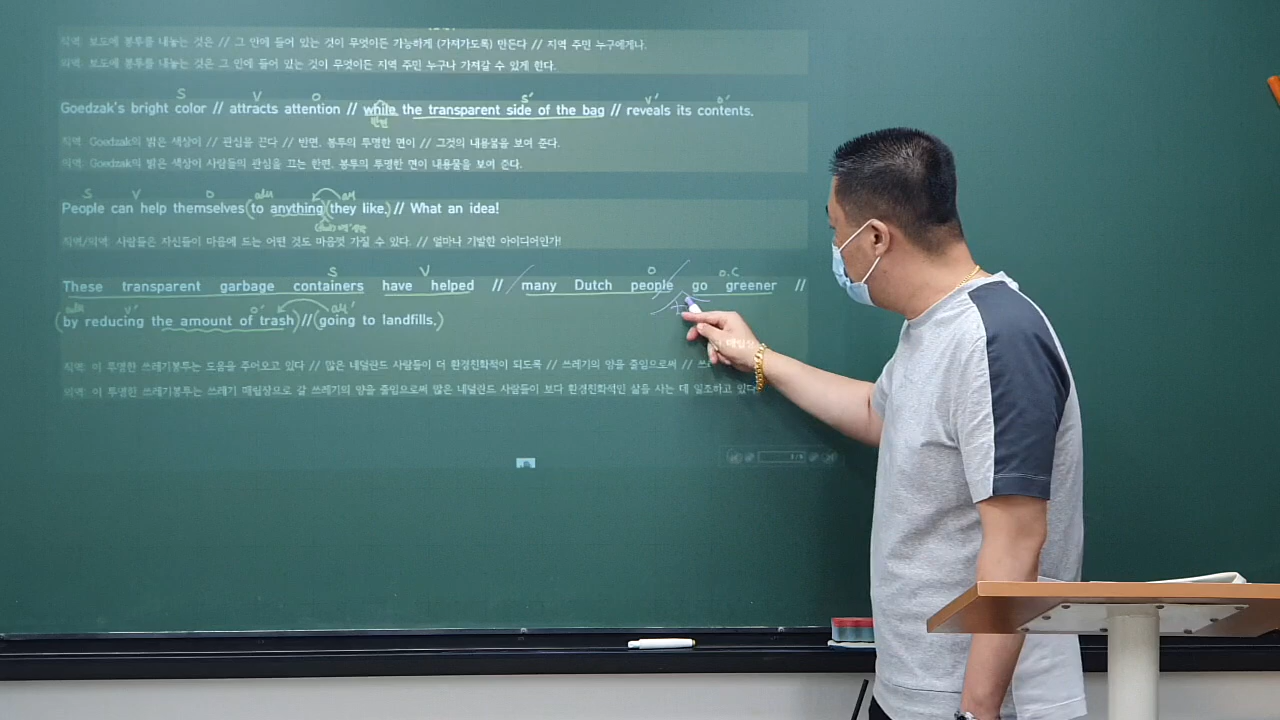 직역: 보도에 봉투를 내놓는 것은 // 그 안에 들어 있는 것이 무엇이든 가능하게 (가져가도록) 만든다 // 지역 주민 누구에게나.
의역: 보도에 봉투를 내놓는 것은 그 안에 들어 있는 것이 무엇이든 지역 주민 누구나 가져갈 수 있게 한다.
S V O S' V' O'
Goedzak's bright color // attracts attention // while the transparent side of the bag // reveals its contents.
반면
직역: Goedzak의 밝은 색상이 // 관심을 끈다 // 반면, 봉투의 투명한 면이 // 그것의 내용물을 보여 준다.
의역: Goedzak의 밝은 색상이 사람들의 관심을 끄는 한편, 봉투의 투명한 면이 내용물을 보여 준다.
S V O
People can help themselves (to anything (they like.) // What an idea!
직역/의역: 사람들은 자신들이 마음에 드는 어떤 것도 마음껏 가질 수 있다. // 얼마나 기발한 아이디어인가!
S V O O.C
These transparent garbage containers have helped // many Dutch people go greener //
V' O'
(by reducing the amount of trash) // (going to landfills.)
직역: 이 투명한 쓰레기봉투는 도움을 주어오고 있다 // 많은 네덜란드 사람들이 더 환경친화적이 되도록 // 쓰레기의 양을 줄임으로써 //
의역: 이 투명한 쓰레기봉투는 쓰레기 매립장으로 갈 쓰레기의 양을 줄임으로써 많은 네덜란드 사람들이 보다 환경친화적인 삶을 사는 데 일조하고 있다